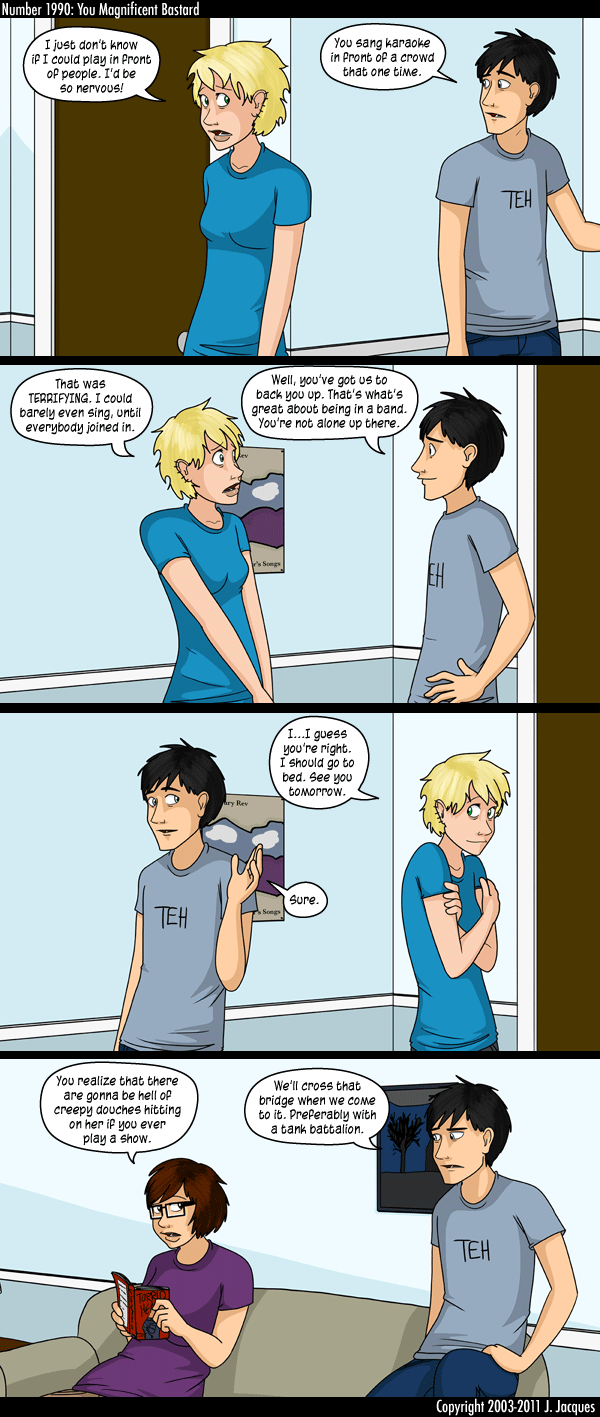 Number 1990: You Magnificent Bastard
I just don't know
if I could play in front
of people. I'd be
so nervous!
You sang karaoke
in front of a crowd
that one time.
TEH
That was
TERRIFYING. I could
barely even sing, until
everybody joined in.
Well, you've got us to
back you up. That's what's
great about being in a band.
You're not alone up there.
ev
r's Songs
EH
I...I guess
you're right.
I should go to
bed. See you
tomorrow.
ury Rev
Sure.
s Songs
TEH
You realize that there
are gonna be hell of
creepy douches hitting
on her if you ever
play a show.
We'll cross that
bridge when we come
to it. Preferably with
a tank battalion.
TEH
TORRID
Copyright 2003-2011 J. Jacques